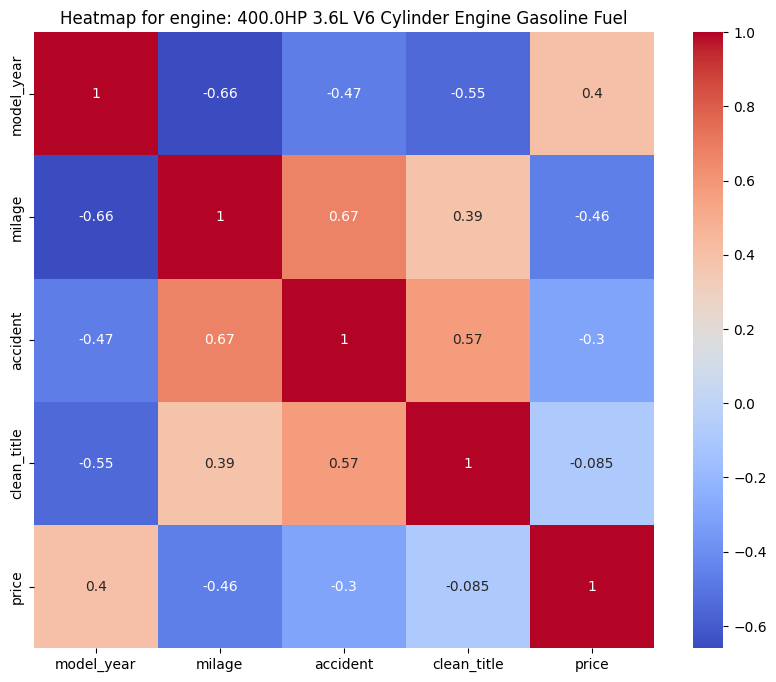 Heatmap for engine: 400.0HP 3.6L V6 Cylinder Engine Gasoline Fuel
model_year 1 -0.66 -0.47 -0.55 0.4
milage -0.66 1 0.67 0.39 -0.46
accident -0.47 0.67 1 0.57 -0.3
clean_title -0.55 0.39 0.57 1 -0.085
price 0.4 -0.46 -0.3 -0.085 1
model_year milage accident clean_title price
1.0
0.8
0.6
0.4
0.2
0.0
-0.2
-0.4
-0.6